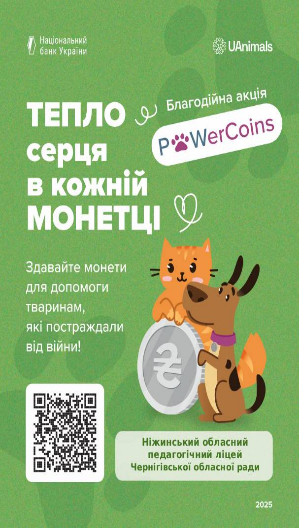 Національний
банк України
UAnimals
Благодійна акція
PAWerCoins
ТЕПЛО
серця
в кожній
МОНЕТЦІ
Здавайте монети
для допомоги
тваринам,
які постраждали
від війни!
₴
Ніжинський обласний
педагогічний ліцей
Чернігівської обласної ради
2025